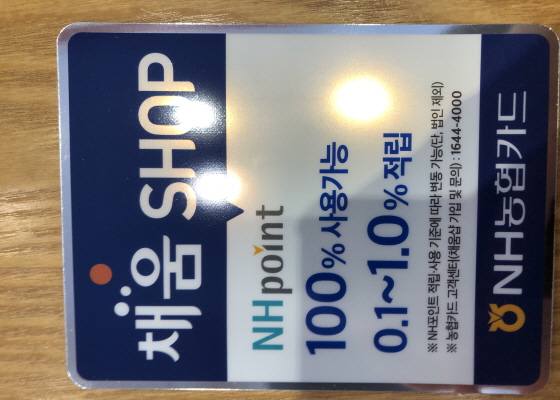 채움 SHOP
NHpoint
100% 사용가능
0.1~1.0% 적립
※ NH포인트 적립·사용 기준에 따라 변동 가능(단, 법인 제외)
※ 농협카드 고객센터(채움샵 가입 및 문의) : 1644-4000
NH농협카드